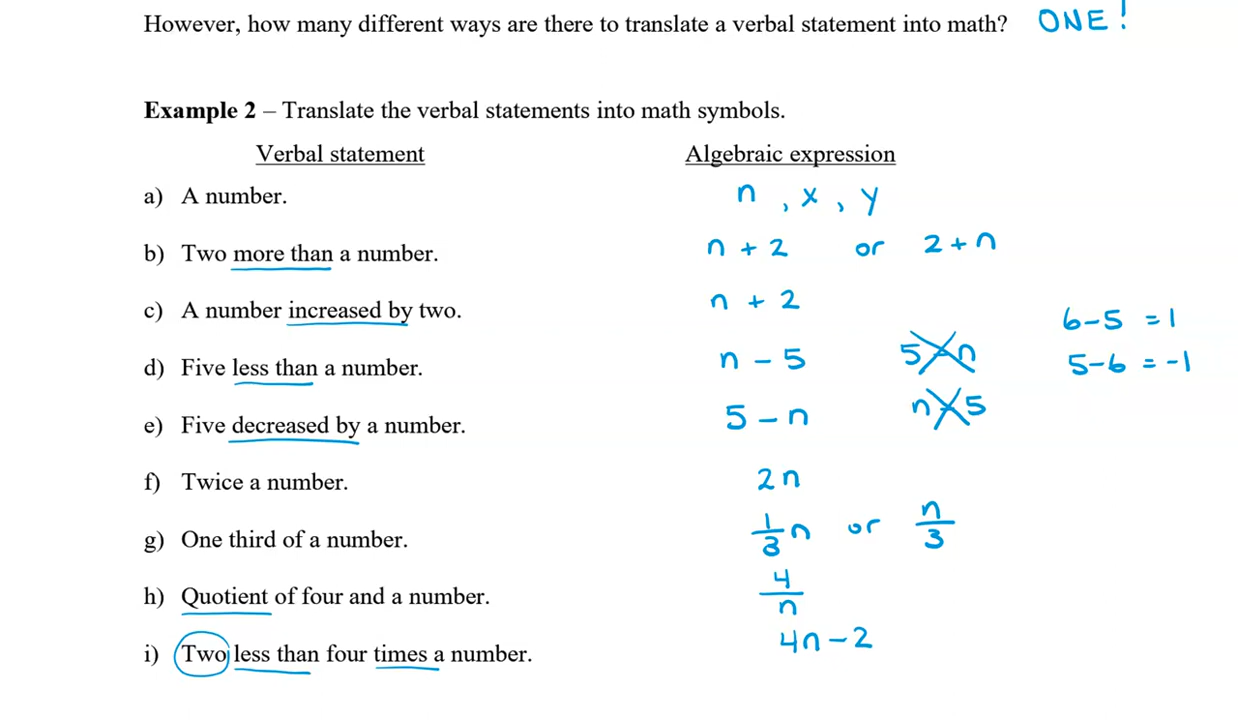 However, how many different ways are there to translate a verbal statement into math? ONE!
Example 2 – Translate the verbal statements into math symbols.
Verbal statement Algebraic expression
a) A number. n , x , y
b) Two more than a number. n + 2 or 2 + n
c) A number increased by two. n + 2
6 - 5 = 1
d) Five less than a number. n - 5 5 - n 5 - 6 = -1
e) Five decreased by a number. 5 - n n - 5
f) Twice a number. 2n
g) One third of a number. 1/3 n or n/3
h) Quotient of four and a number. 4/n
i) Two less than four times a number. 4n - 2